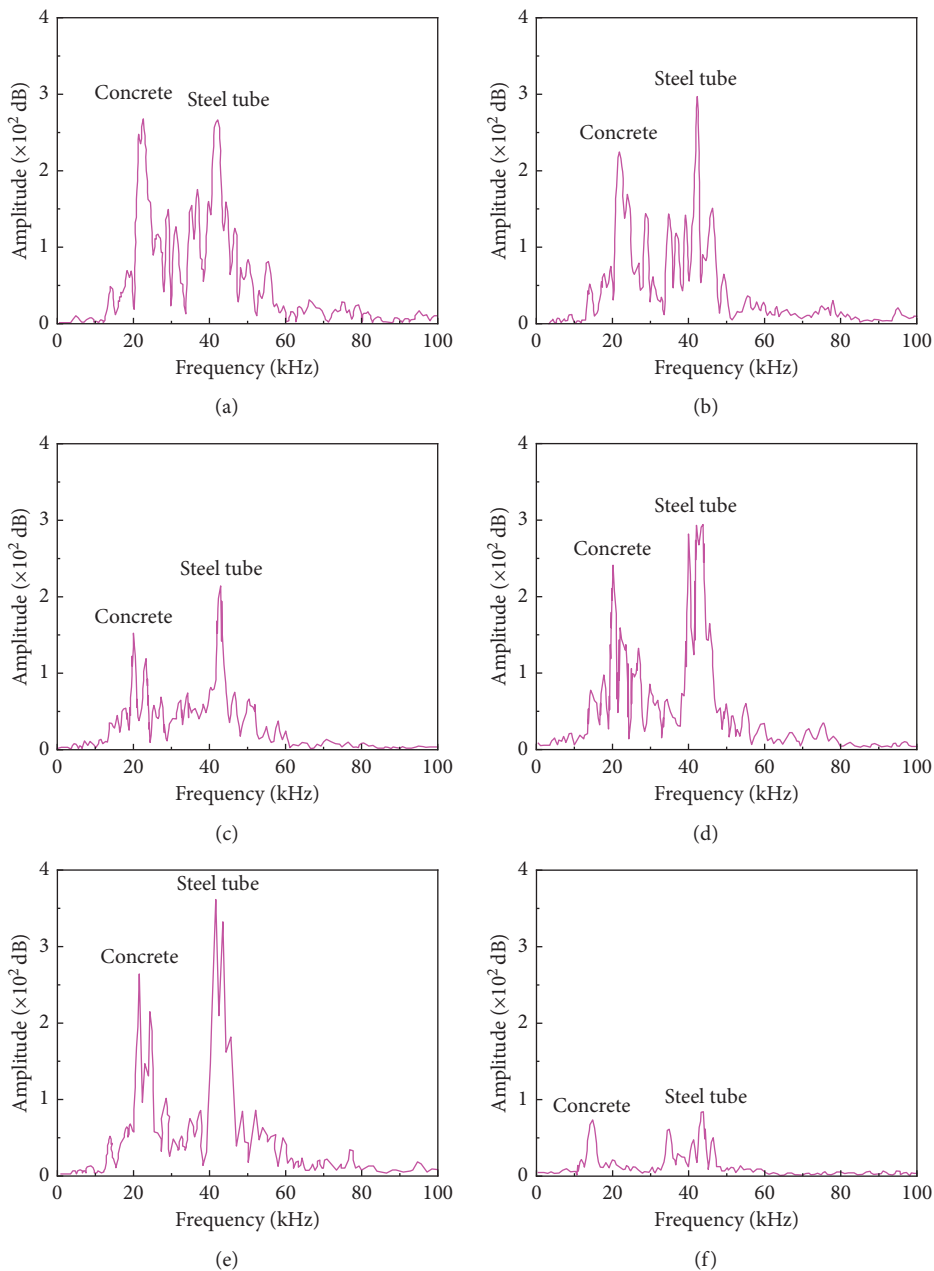 4
3
2
1
0
Amplitude (×10² dB)
Concrete
Steel tube
0 20 40 60 80 100
Frequency (kHz)
(a)
4
3
2
1
0
Amplitude (×10² dB)
Concrete
Steel tube
0 20 40 60 80 100
Frequency (kHz)
(b)
4
3
2
1
0
Amplitude (×10² dB)
Concrete
Steel tube
0 20 40 60 80 100
Frequency (kHz)
(c)
4
3
2
1
0
Amplitude (×10² dB)
Concrete
Steel tube
0 20 40 60 80 100
Frequency (kHz)
(d)
4
3
2
1
0
Amplitude (×10² dB)
Concrete
Steel tube
0 20 40 60 80 100
Frequency (kHz)
(e)
4
3
2
1
0
Amplitude (×10² dB)
Concrete
Steel tube
0 20 40 60 80 100
Frequency (kHz)
(f)